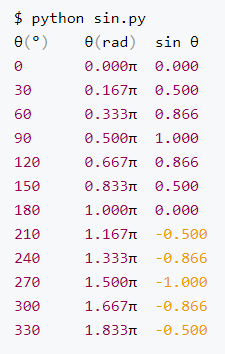 $ python sin.py
θ(°) θ(rad) sin θ
0 0.000π 0.000
30 0.167π 0.500
60 0.333π 0.866
90 0.500π 1.000
120 0.667π 0.866
150 0.833π 0.500
180 1.000π 0.000
210 1.167π -0.500
240 1.333π -0.866
270 1.500π -1.000
300 1.667π -0.866
330 1.833π -0.500